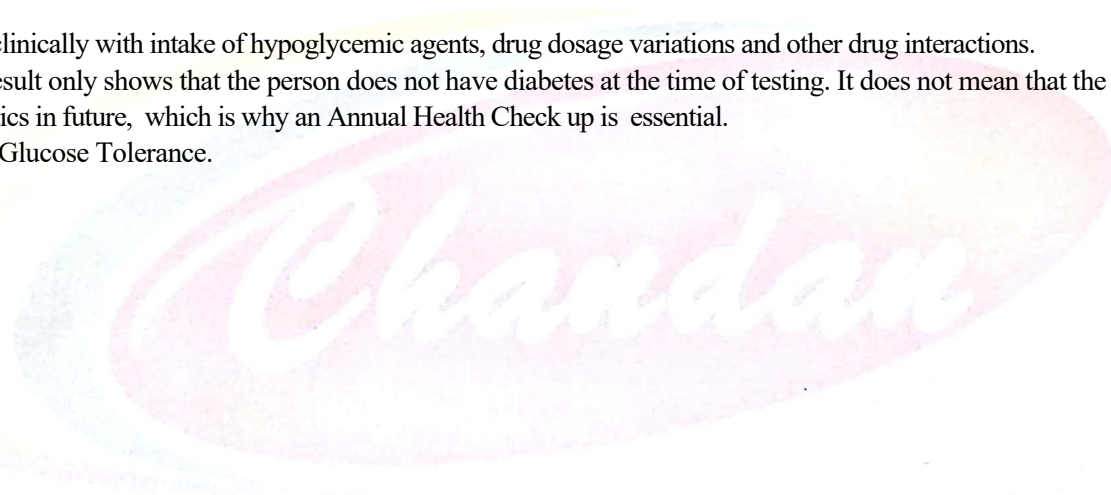 linically with intake of hypoglycemic agents, drug dosage variations and other drug interactions.
esult only shows that the person does not have diabetes at the time of testing. It does not mean that the
ics in future, which is why an Annual Health Check up is essential.
Glucose Tolerance.
Chandan